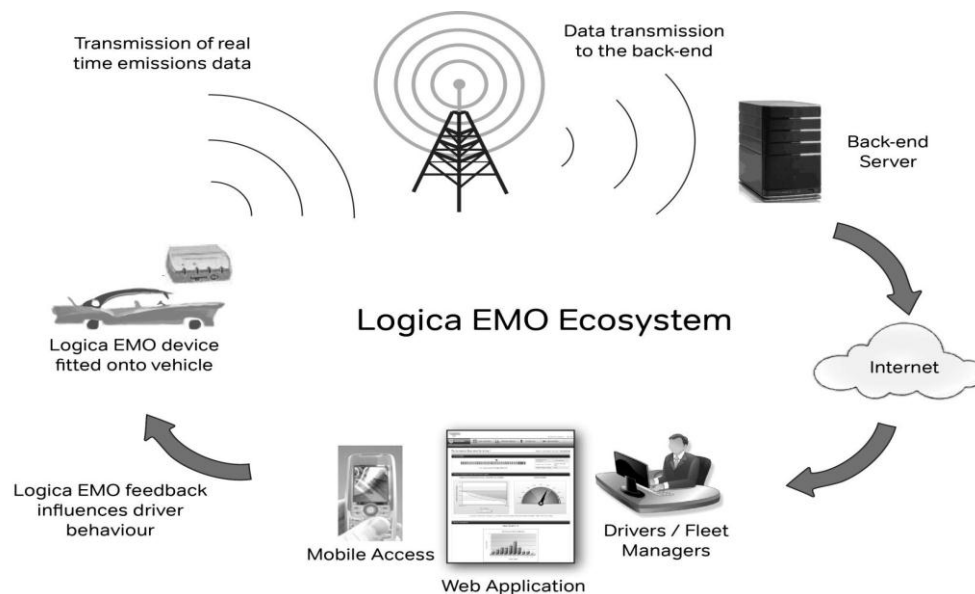 Transmission of real
time emissions data
Data transmission
to the back-end
Back-end
Server
Logica EMO Ecosystem
Logica EMO device
fitted onto vehicle
Internet
Logica EMO feedback
influences driver
behaviour
Mobile Access
Web Application
Drivers / Fleet
Managers